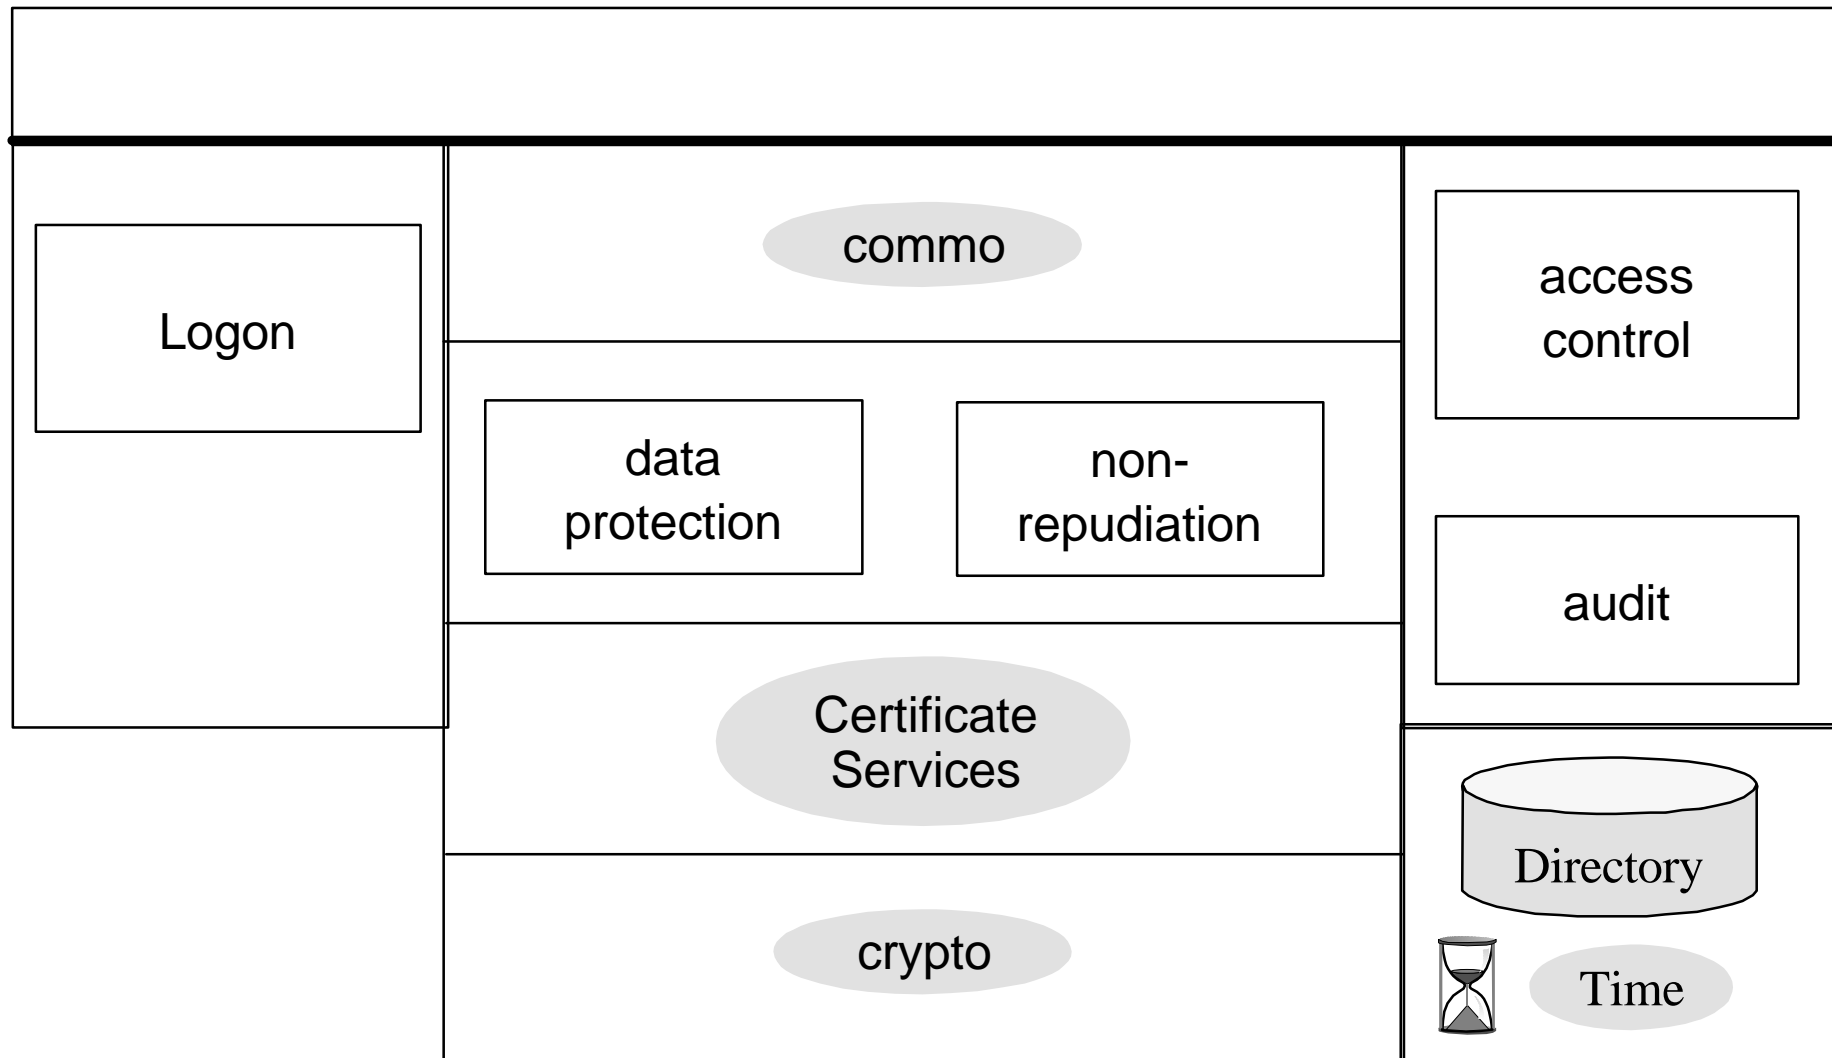 commo
Logon
access
control
data
protection
non-
repudiation
audit
Certificate
Services
Directory
crypto
Time